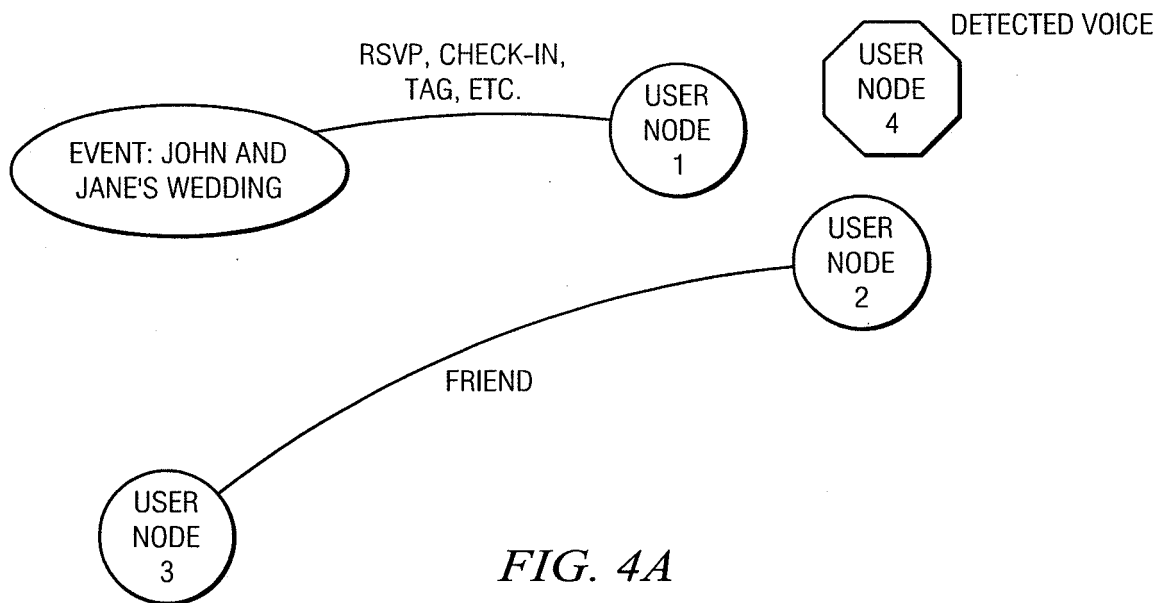 DETECTED VOICE
RSVP, CHECK-IN,
TAG, ETC.
USER
NODE
1
USER
NODE
4
EVENT: JOHN AND
JANE'S WEDDING
USER
NODE
2
FRIEND
USER
NODE
3
FIG. 4A